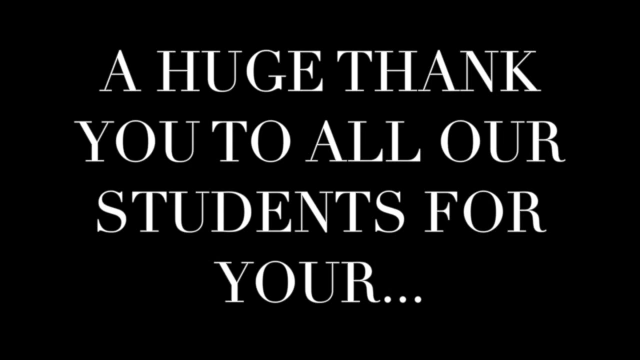 A HUGE THANK
YOU TO ALL OUR
STUDENTS FOR
YOUR...